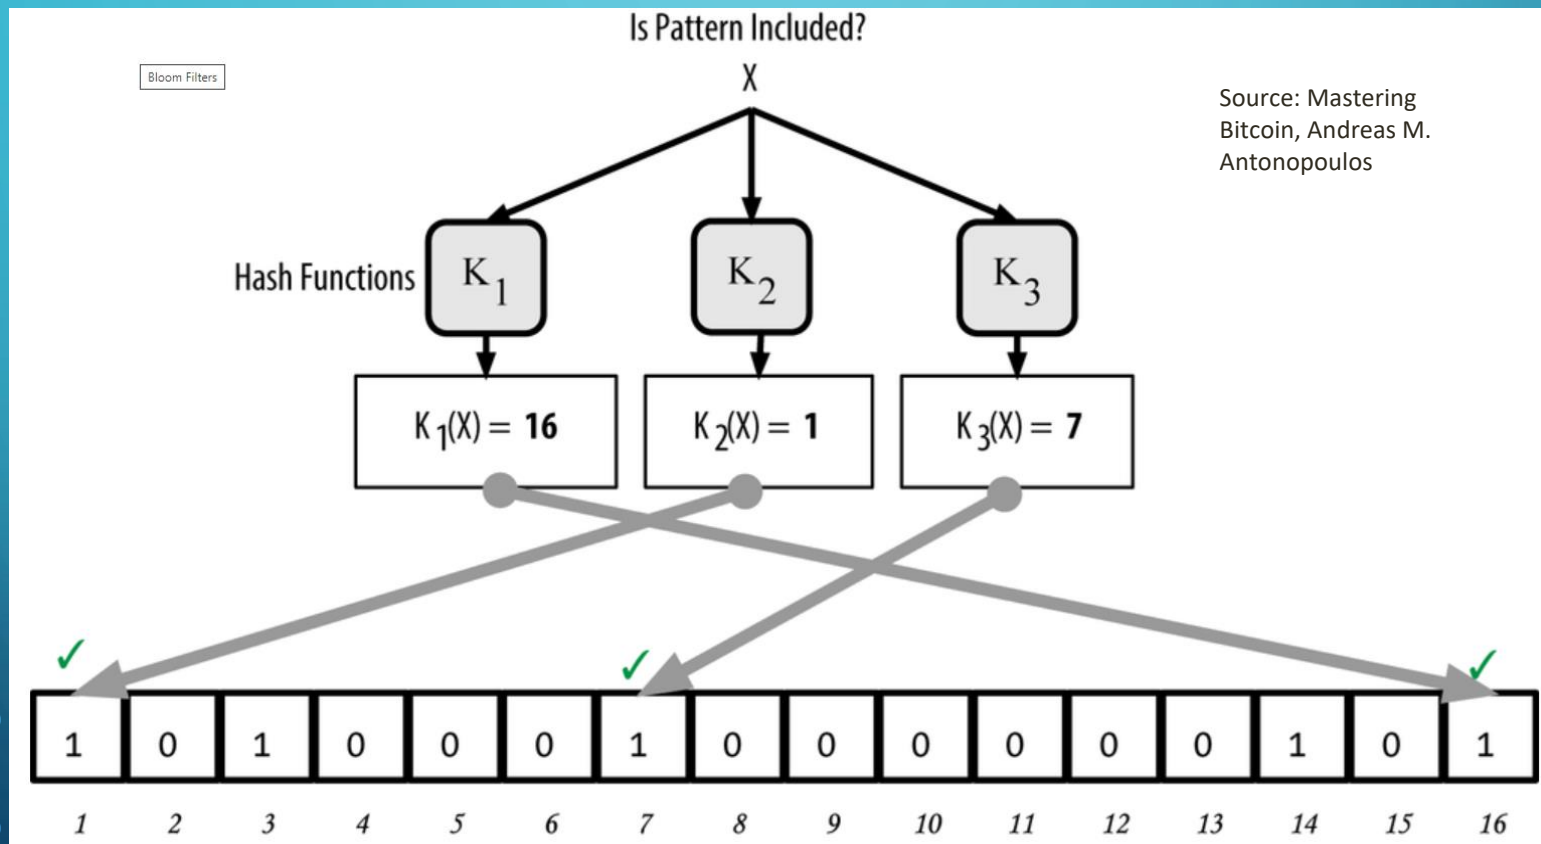 Is Pattern Included?
Bloom Filters
X
Source: Mastering
Bitcoin, Andreas M.
Antonopoulos
Hash Functions
K1 K2 K3
K1(X) = 16 K2(X) = 1 K3(X) = 7
✓ ✓ ✓
1 0 1 0 0 0 1 0 0 0 0 0 0 1 0 1
1 2 3 4 5 6 7 8 9 10 11 12 13 14 15 16